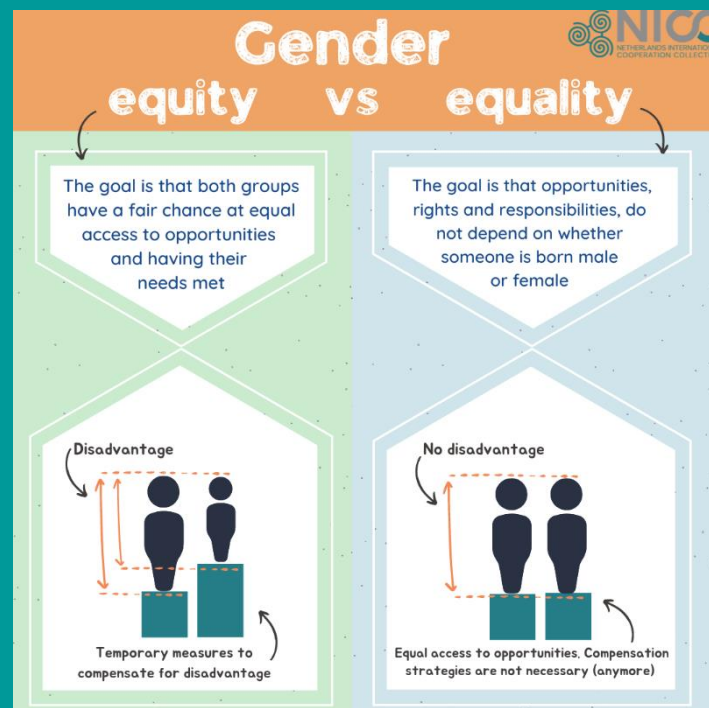 Gender
equity vs equality
NICC
NETHERLANDS INTERNATION
COOPERATION COLLECT
The goal is that both groups
have a fair chance at equal
access to opportunities
and having their
needs met
The goal is that opportunities,
rights and responsibilities, do
not depend on whether
someone is born male
or female
Disadvantage
Temporary measures to
compensate for disadvantage
No disadvantage
Equal access to opportunities. Compensation
strategies are not necessary (anymore)